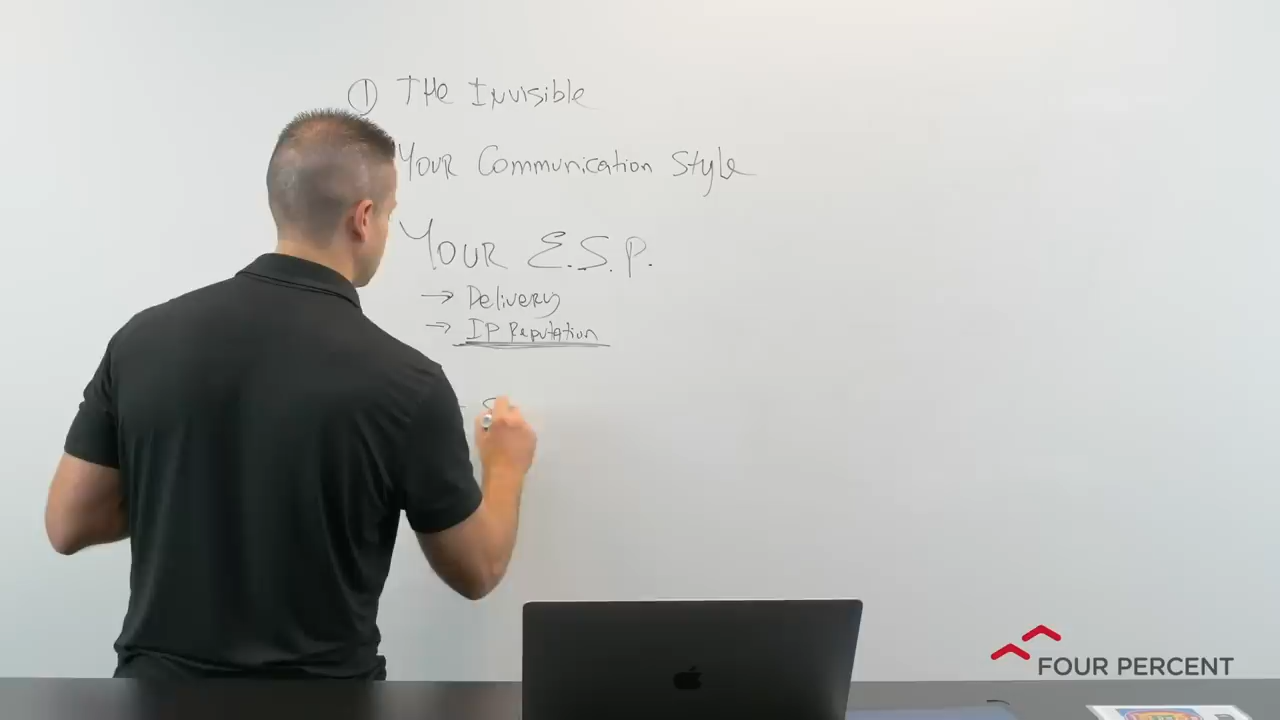 ① THe Invisible
Your Communication Style
Your E.S.P.
→ Delivery
→ IP Reputation
FOUR PERCENT